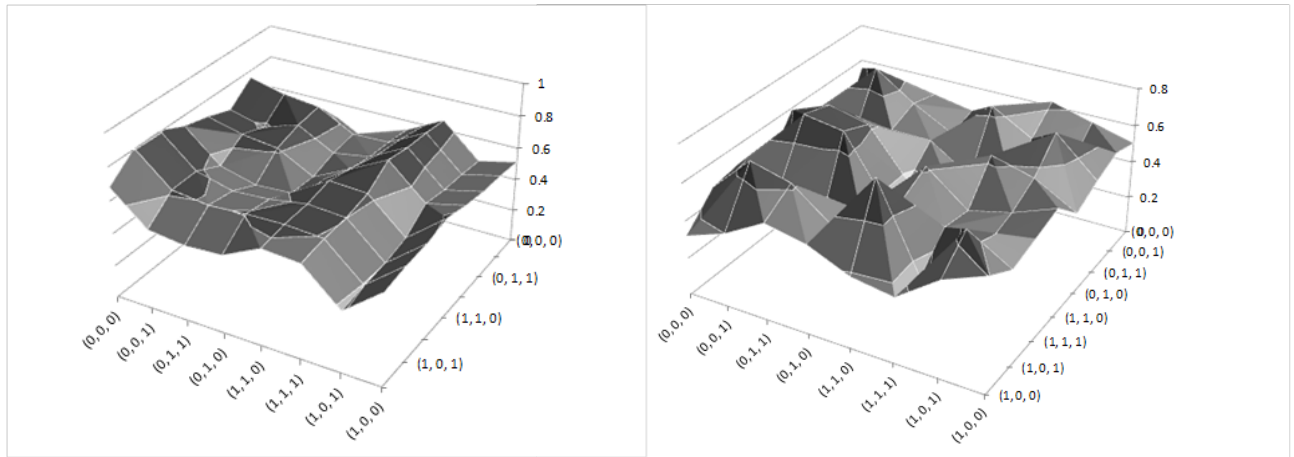 1
0.8
0.6
0.4
0.2
(0,0,0)
(0, 1, 1)
(1, 1, 0)
(1, 0, 1)
(0, 0, 0)
(0, 0, 1)
(0, 1, 1)
(0, 1, 0)
(1, 1, 0)
(1, 1, 1)
(1, 0, 1)
(1, 0, 0)
0.8
0.6
0.4
0.2
(0,0,0)
(0, 0, 1)
(0, 1, 1)
(0, 1, 0)
(1, 1, 0)
(1, 1, 1)
(1, 0, 1)
(1, 0, 0)
(0, 0, 0)
(0, 0, 1)
(0, 1, 1)
(0, 1, 0)
(1, 1, 0)
(1, 1, 1)
(1, 0, 1)
(1, 0, 0)